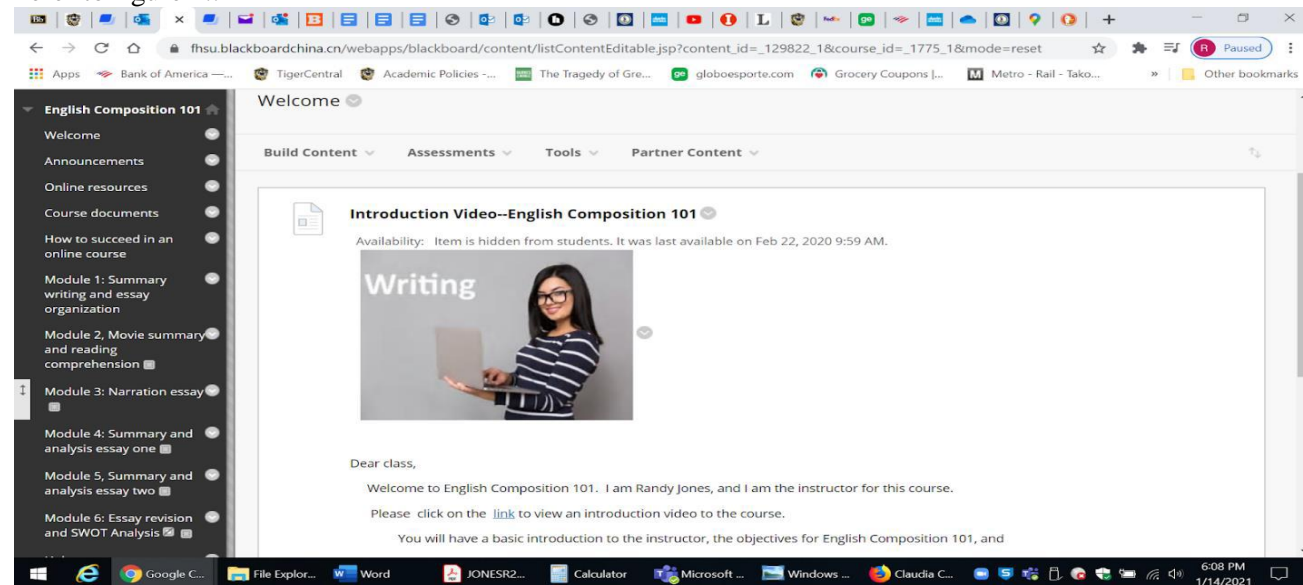 fhsu.blackboardchina.cn/webapps/blackboard/content/listContentEditable.jsp?content_id=_129822_1&course_id=_1775_1&mode=reset
R Paused
Apps Bank of America —... TigerCentral Academic Policies -... The Tragedy of Gre... ge globoesporte.com Grocery Coupons |... M Metro - Rail - Tako... » Other bookmarks
English Composition 101
Welcome
Announcements
Online resources
Course documents
How to succeed in an
online course
Module 1: Summary
writing and essay
organization
Module 2, Movie summary
and reading
comprehension
Module 3: Narration essay
Module 4: Summary and
analysis essay one
Module 5, Summary and
analysis essay two
Module 6: Essay revision
and SWOT Analysis
Welcome
Build Content Assessments Tools Partner Content
Introduction Video--English Composition 101
Availability: Item is hidden from students. It was last available on Feb 22, 2020 9:59 AM.
Writing
Dear class,
Welcome to English Composition 101. I am Randy Jones, and I am the instructor for this course.
Please click on the link to view an introduction video to the course.
You will have a basic introduction to the instructor, the objectives for English Composition 101, and
Google C... File Explor... Word JONESR2... Calculator Microsoft ... Windows ... Claudia C...
6:08 PM
1/14/2021